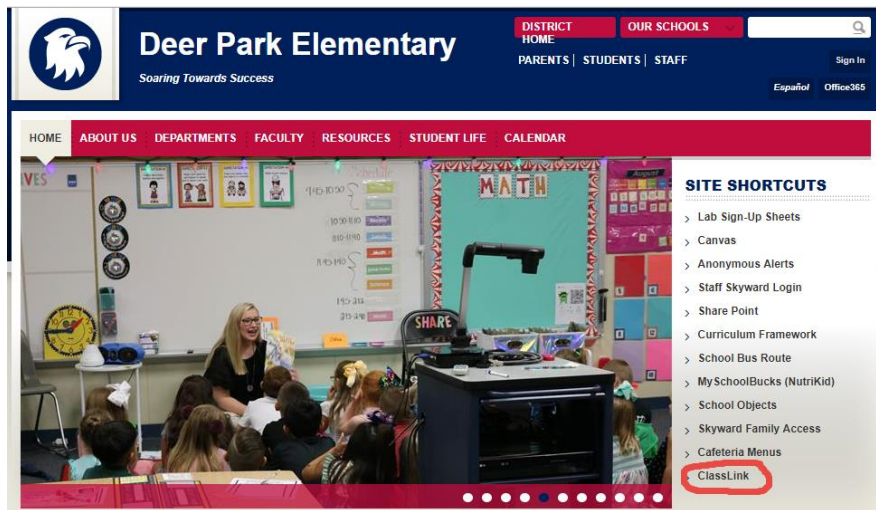 Deer Park Elementary
Soaring Towards Success
DISTRICT HOME
OUR SCHOOLS
PARENTS | STUDENTS | STAFF
Sign In
Español
Office365
HOME
ABOUT US
DEPARTMENTS
FACULTY
RESOURCES
STUDENT LIFE
CALENDAR
MATH
August
SHARE
SITE SHORTCUTS
Lab Sign-Up Sheets
Canvas
Anonymous Alerts
Staff Skyward Login
Share Point
Curriculum Framework
School Bus Route
MySchoolBucks (NutriKid)
School Objects
Skyward Family Access
Cafeteria Menus
ClassLink